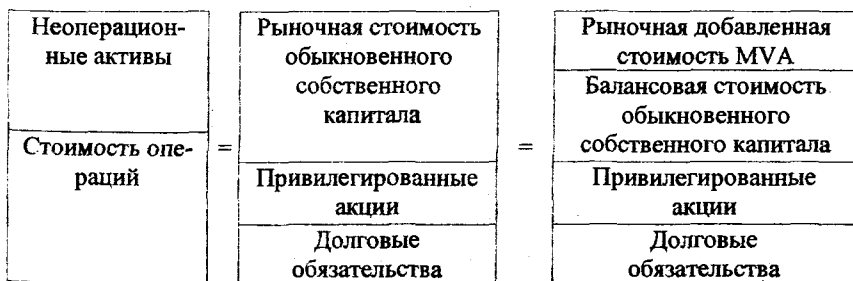 Неоперацион-
ные активы
Стоимость опе-
раций
=
Рыночная стоимость
обыкновенного
собственного
капитала
Привилегированные
акции
Долговые
обязательства
=
Рыночная добавленная
стоимость MVA
Балансовая стоимость
обыкновенного
собственного капитала
Привилегированные
акции
Долговые
обязательства